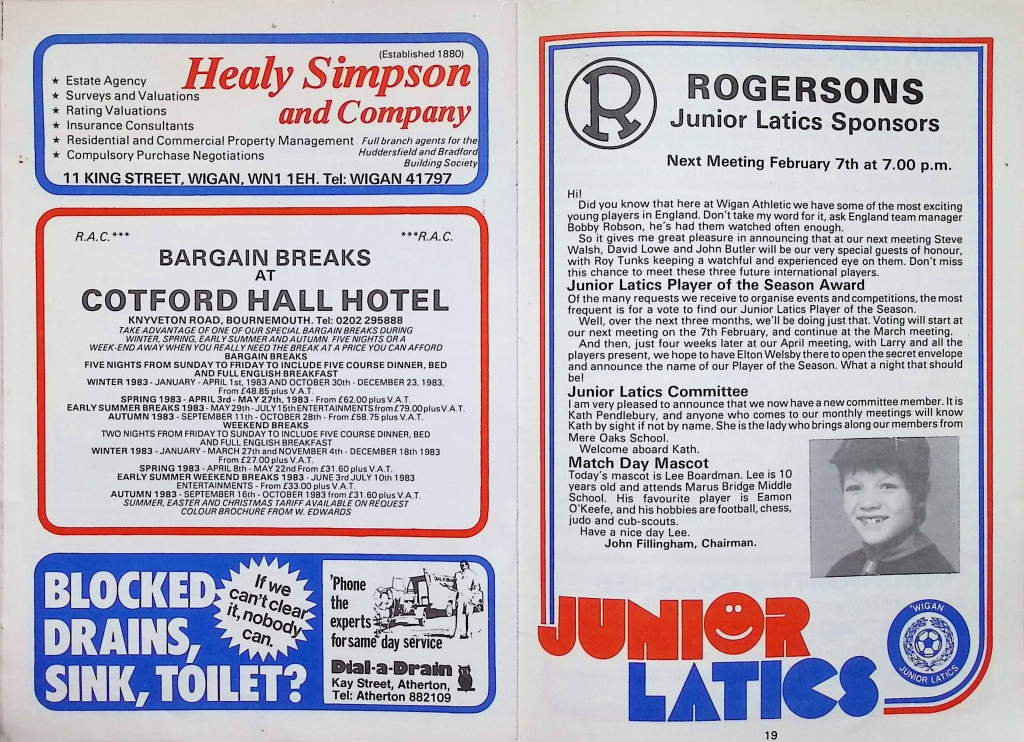 (Established 1880)
Healy Simpson
and Company
★ Estate Agency
★ Surveys and Valuations
★ Rating Valuations
★ Insurance Consultants
★ Residential and Commercial Property Management
★ Compulsory Purchase Negotiations
Full branch agents for the
Huddersfield and Bradford
Building Society
11 KING STREET, WIGAN, WN1 1EH. Tel: WIGAN 41797
R.A.C.*** ***R.A.C.
BARGAIN BREAKS
AT
COTFORD HALL HOTEL
KNYVETON ROAD, BOURNEMOUTH. Tel: 0202 295888
TAKE ADVANTAGE OF ONE OF OUR SPECIAL BARGAIN BREAKS DURING
WINTER, SPRING, EARLY SUMMER AND AUTUMN. FIVE NIGHTS OR A
WEEK-END AWAY WHEN YOU REALLY NEED THE BREAK AT A PRICE YOU CAN AFFORD
BARGAIN BREAKS
FIVE NIGHTS FROM SUNDAY TO FRIDAY TO INCLUDE FIVE COURSE DINNER, BED
AND FULL ENGLISH BREAKFAST
WINTER 1983 - JANUARY - APRIL 1st, 1983 AND OCTOBER 30th - DECEMBER 23, 1983,
From £48.85 plus V.A.T.
SPRING 1983 - APRIL 3rd - MAY 27th, 1983 - From £62.00 plus V.A.T.
EARLY SUMMER BREAKS 1983 - MAY 29th - JULY 15th ENTERTAINMENTS from £79.00 plus V.A.T.
AUTUMN 1983 - SEPTEMBER 11th - OCTOBER 28th - From £58.75 plus V.A.T.
WEEKEND BREAKS
TWO NIGHTS FROM FRIDAY TO SUNDAY TO INCLUDE FIVE COURSE DINNER, BED
AND FULL ENGLISH BREAKFAST
WINTER 1983 - JANUARY - MARCH 27th and NOVEMBER 4th - DECEMBER 18th 1983
From £27.00 plus V.A.T.
SPRING 1983 - APRIL 8th - MAY 22nd From £31.60 plus V.A.T.
EARLY SUMMER WEEKEND BREAKS 1983 - JUNE 3rd JULY 10th 1983
ENTERTAINMENTS - From £33.00 plus V.A.T.
AUTUMN 1983 - SEPTEMBER 16th - OCTOBER 1983 from £31.60 plus V.A.T.
SUMMER, EASTER AND CHRISTMAS TARIFF AVAILABLE ON REQUEST
COLOUR BROCHURE FROM W. EDWARDS
BLOCKED
DRAINS,
SINK, TOILET?
If we
can't clear
it, nobody
can.
'Phone
the
experts
for same day service
Dial-a-Drain
Kay Street, Atherton,
Tel: Atherton 882109
R
ROGERSONS
Junior Latics Sponsors
Next Meeting February 7th at 7.00 p.m.
Hi!
Did you know that here at Wigan Athletic we have some of the most exciting
young players in England. Don't take my word for it, ask England team manager
Bobby Robson, he's had them watched often enough.
So it gives me great pleasure in announcing that at our next meeting Steve
Walsh, David Lowe and John Butler will be our very special guests of honour,
with Roy Tunks keeping a watchful and experienced eye on them. Don't miss
this chance to meet these three future international players.
Junior Latics Player of the Season Award
Of the many requests we receive to organise events and competitions, the most
frequent is for a vote to find our Junior Latics Player of the Season.
Well, over the next three months, we'll be doing just that. Voting will start at
our next meeting on the 7th February, and continue at the March meeting.
And then, just four weeks later at our April meeting, with Larry and all the
players present, we hope to have Elton Welsby there to open the secret envelope
and announce the name of our Player of the Season. What a night that should
be!
Junior Latics Committee
I am very pleased to announce that we now have a new committee member. It is
Kath Pendlebury, and anyone who comes to our monthly meetings will know
Kath by sight if not by name. She is the lady who brings along our members from
Mere Oaks School.
Welcome aboard Kath.
Match Day Mascot
Today's mascot is Lee Boardman. Lee is 10
years old and attends Marus Bridge Middle
School. His favourite player is Eamon
O'Keefe, and his hobbies are football, chess,
judo and cub-scouts.
Have a nice day Lee.
John Fillingham, Chairman.
JUNIOR
LATICS
WIGAN
JUNIOR LATICS
19